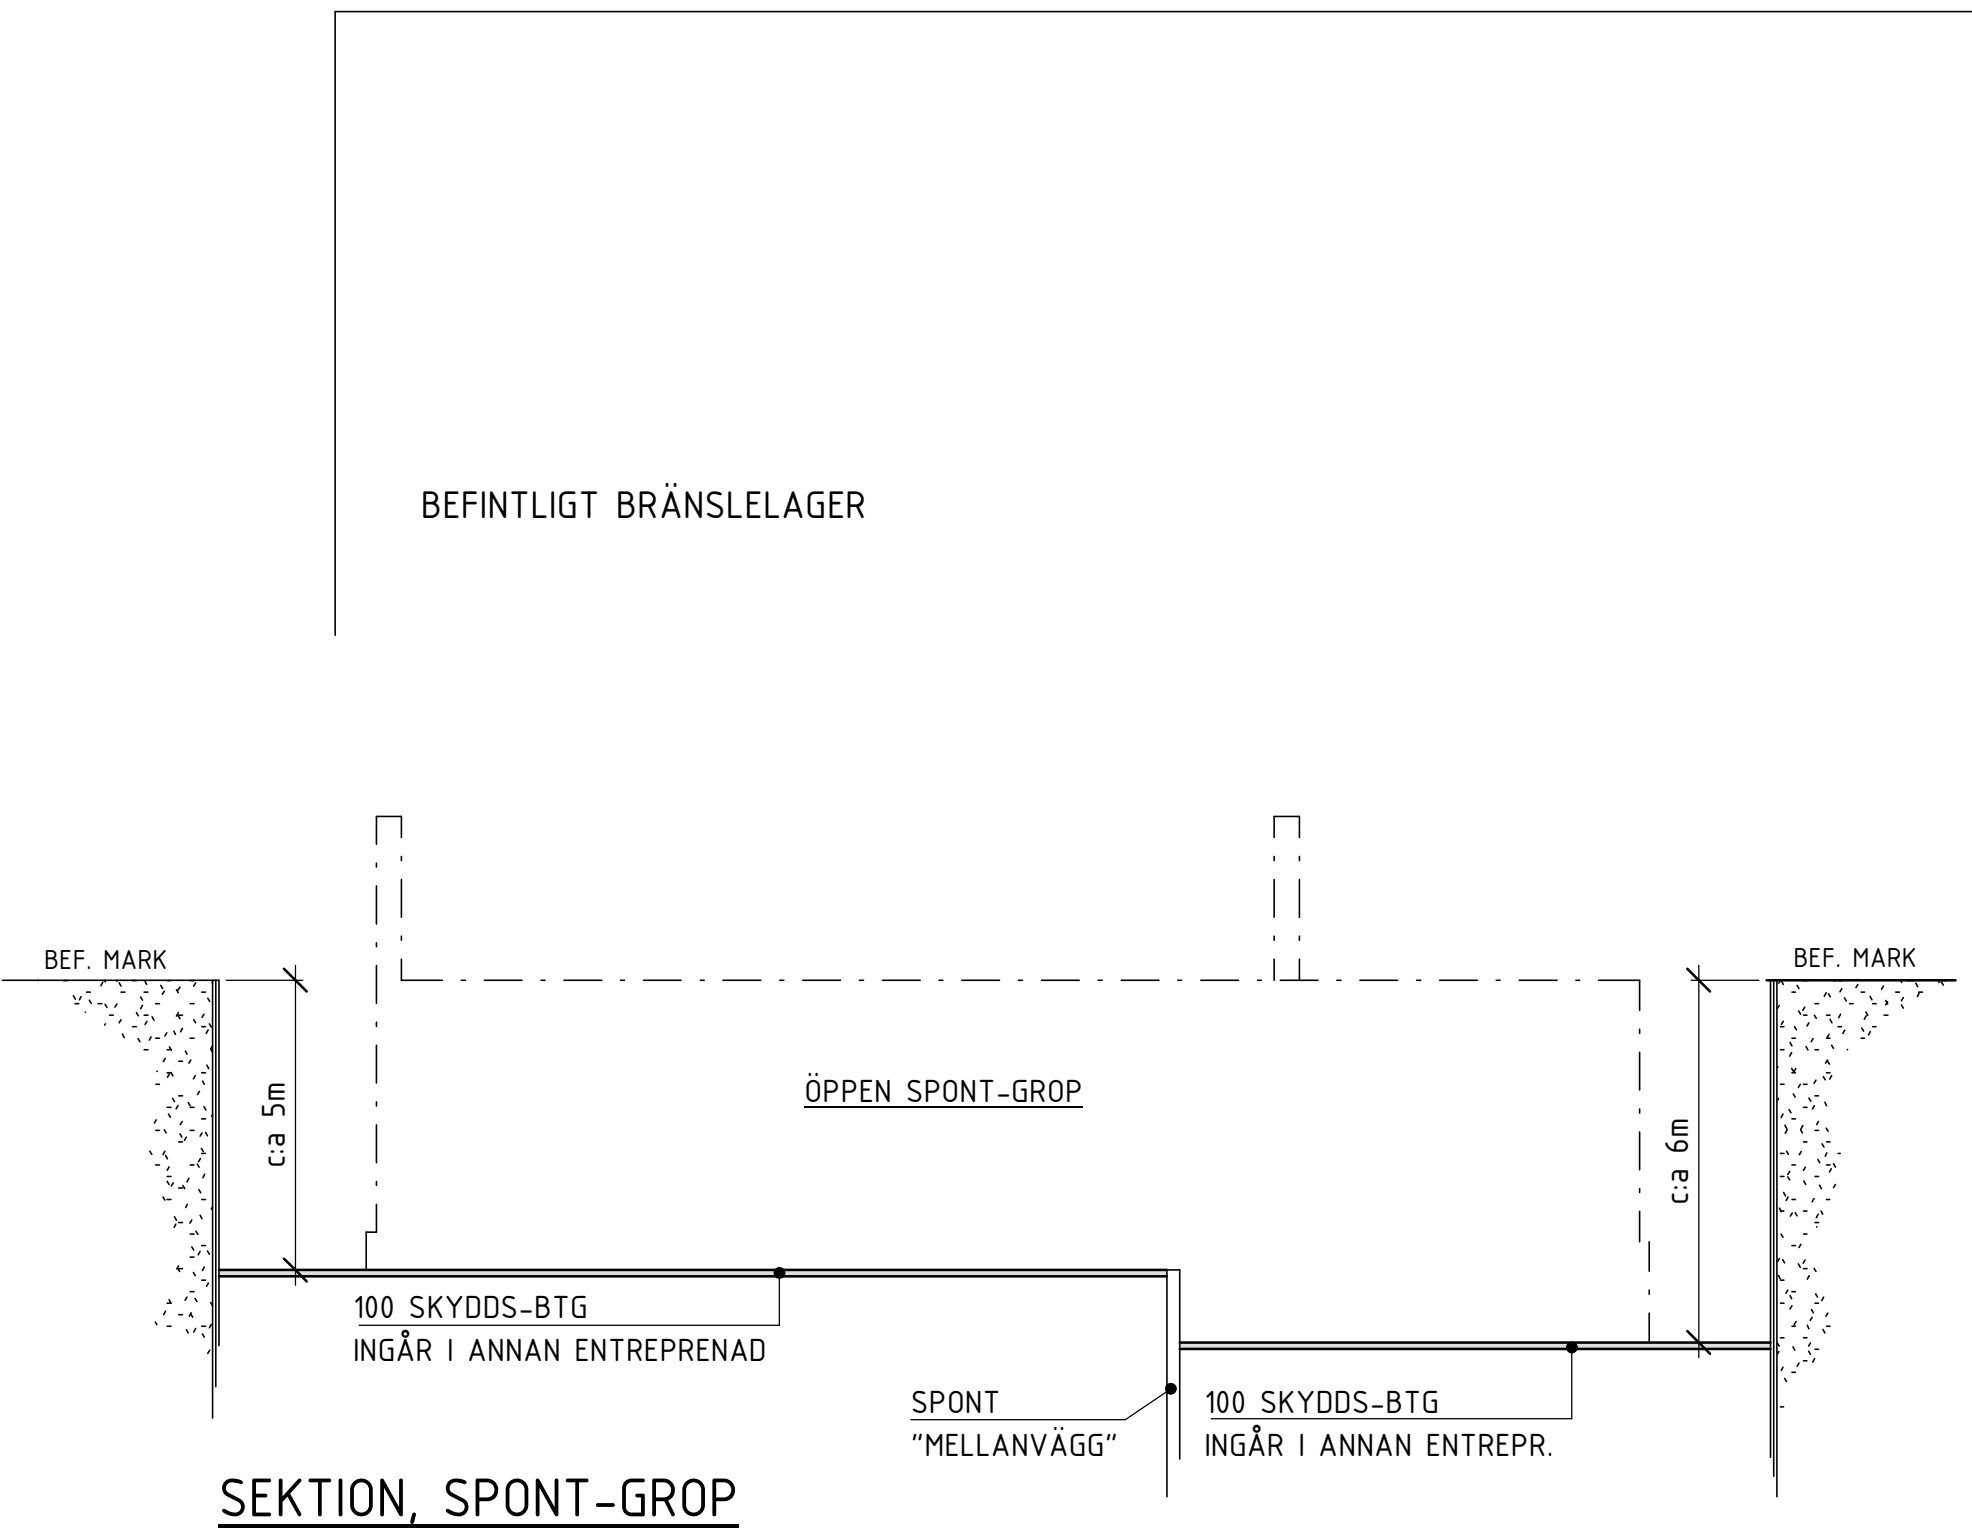 BEFINTLIGT BRÄNSLELAGER
BEF. MARK
BEF. MARK
c:a 5m
ÖPPEN SPONT-GROP
c:a 6m
100 SKYDDS-BTG
INGÅR I ANNAN ENTREPRENAD
SPONT
"MELLANVÄGG"
100 SKYDDS-BTG
INGÅR I ANNAN ENTREPR.
SEKTION, SPONT-GROP